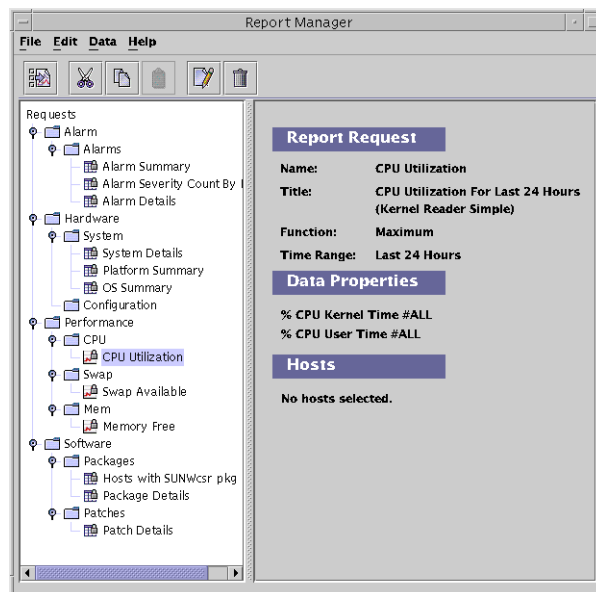 Report Manager
File Edit Data Help
Requests
Alarm
Alarms
Alarm Summary
Alarm Severity Count By
Alarm Details
Hardware
System
System Details
Platform Summary
OS Summary
Configuration
Performance
CPU
CPU Utilization
Swap
Swap Available
Mem
Memory Free
Software
Packages
Hosts with SUNWcsr pkg
Package Details
Patches
Patch Details
Report Request
Name: CPU Utilization
Title: CPU Utilization For Last 24 Hours
(Kernel Reader Simple)
Function: Maximum
Time Range: Last 24 Hours
Data Properties
% CPU Kernel Time #ALL
% CPU User Time #ALL
Hosts
No hosts selected.